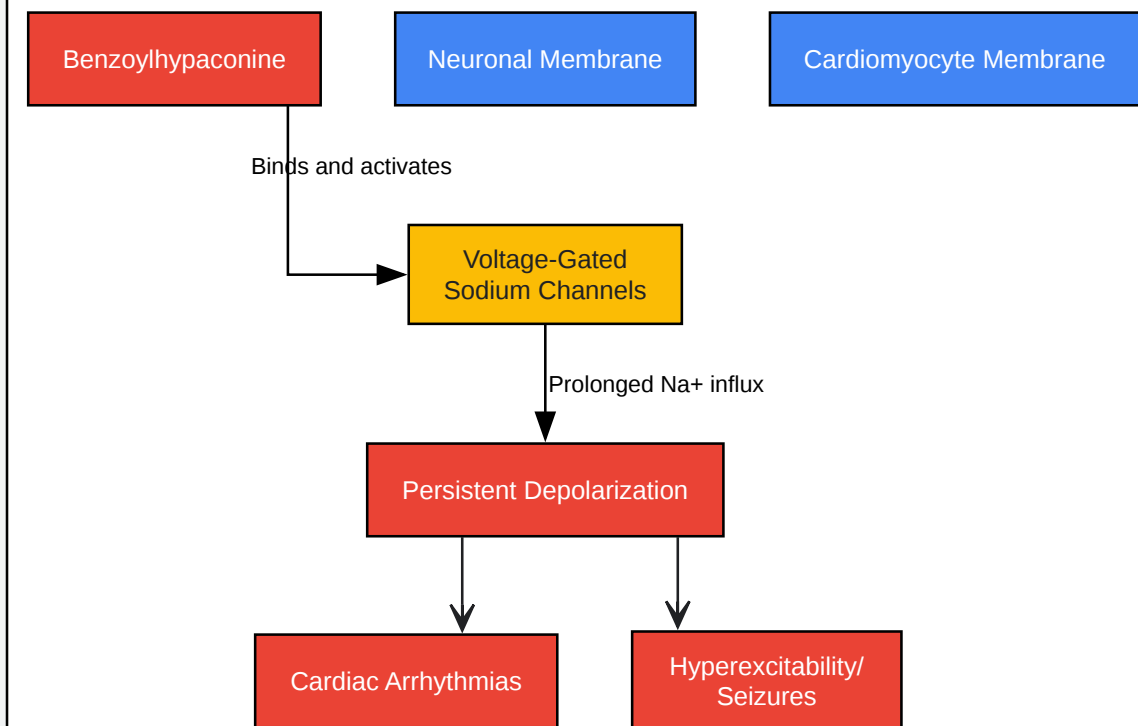 Benzoylhypaconine
Neuronal Membrane
Cardiomyocyte Membrane
Binds and activates
Voltage-Gated
Sodium Channels
Prolonged Na+ influx
Persistent Depolarization
Cardiac Arrhythmias
Hyperexcitability/
Seizures